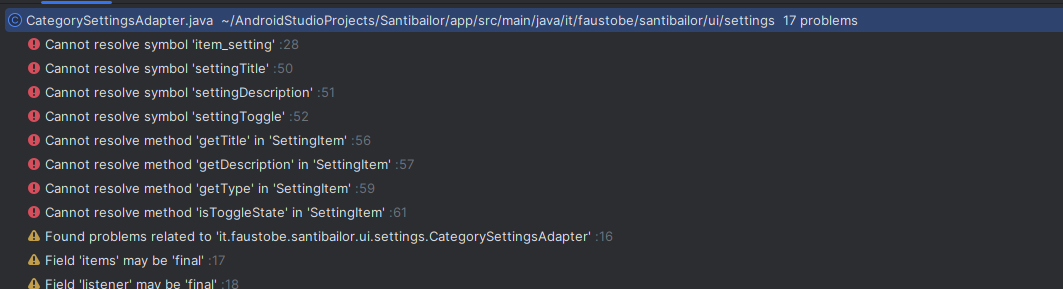 CategorySettingsAdapter.java ~/AndroidStudioProjects/Santibailor/app/src/main/java/it/faustobe/santibailor/ui/settings 17 problems
Cannot resolve symbol 'item_setting' :28
Cannot resolve symbol 'settingTitle' :50
Cannot resolve symbol 'settingDescription' :51
Cannot resolve symbol 'settingToggle' :52
Cannot resolve method 'getTitle' in 'SettingItem' :56
Cannot resolve method 'getDescription' in 'SettingItem' :57
Cannot resolve method 'getType' in 'SettingItem' :59
Cannot resolve method 'isToggleState' in 'SettingItem' :61
Found problems related to 'it.faustobe.santibailor.ui.settings.CategorySettingsAdapter' :16
Field 'items' may be 'final' :17
Field 'listener' may be 'final' :18